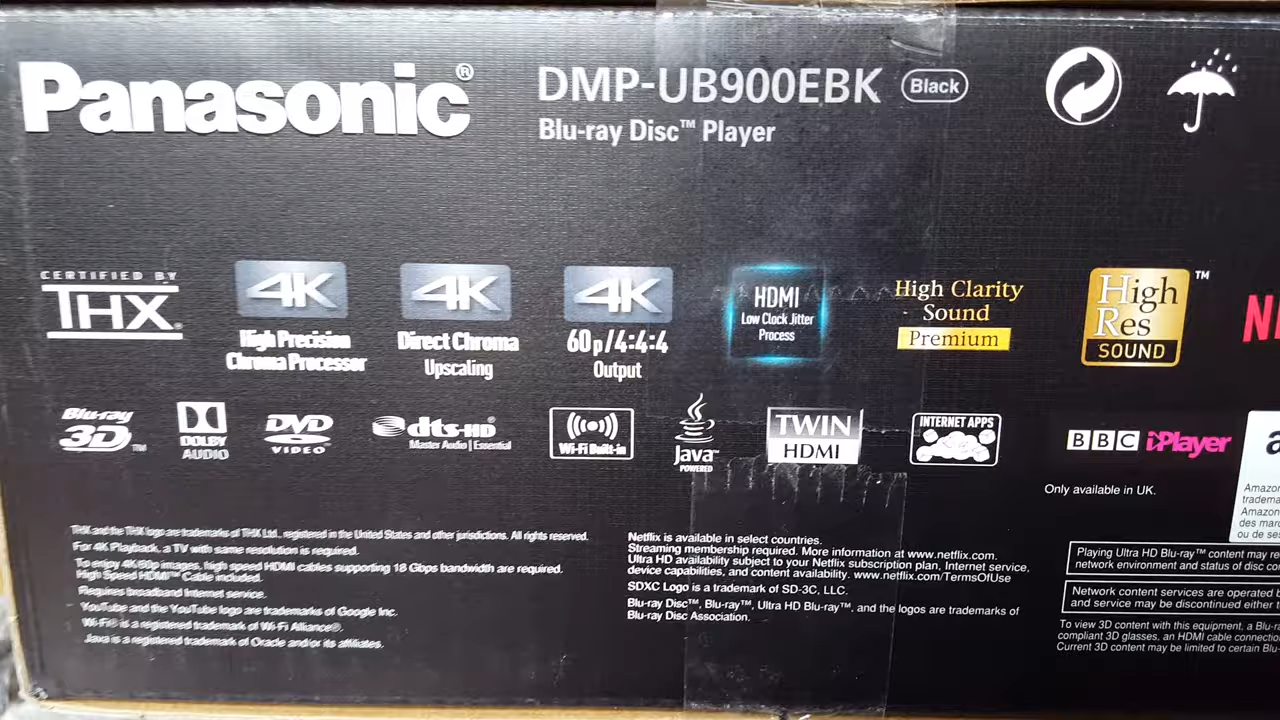 Panasonic®
DMP-UB900EBK Black
Blu-ray Disc™ Player
CERTIFIED BY
THX
4K
High Precision
Chroma Processor
4K
Direct Chroma
Upscaling
4K
60p/4:4:4
Output
HDMI
Low Clock Jitter
Process
High Clarity
Sound
Premium
High
Res
SOUND
™
Blu-ray
3D™
DOLBY
AUDIO
DVD
VIDEO
dts-HD
Master Audio | Essential
Wi-Fi Built-in
Java™
POWERED
TWIN
HDMI
INTERNET APPS
BBC iPlayer
Only available in UK.
THX and the THX logo are trademarks of THX Ltd., registered in the United States and other jurisdictions. All rights reserved.
For 4K Playback, a TV with same resolution is required.
To enjoy 4K 60p images, high speed HDMI cables supporting 18 Gbps bandwidth are required.
High Speed HDMI™ Cable included.
Requires broadband Internet service.
YouTube and the YouTube logo are trademarks of Google Inc.
Wi-Fi® is a registered trademark of Wi-Fi Alliance®.
Java is a registered trademark of Oracle and/or its affiliates.
Netflix is available in select countries.
Streaming membership required. More information at www.netflix.com.
Ultra HD availability subject to your Netflix subscription plan, Internet service,
device capabilities, and content availability. www.netflix.com/TermsOfUse
SDXC Logo is a trademark of SD-3C, LLC.
Blu-ray Disc™, Blu-ray™, Ultra HD Blu-ray™, and the logos are trademarks of
Blu-ray Disc Association.
Amazon
des
ou de
Playing Ultra HD Blu-ray™ content may
network environment and status of disc
Network content services are operated
and service may be discontinued either
To view 3D content with this equipment, a
compliant 3D glasses, an HDMI cable
Current 3D content may be limited to certain